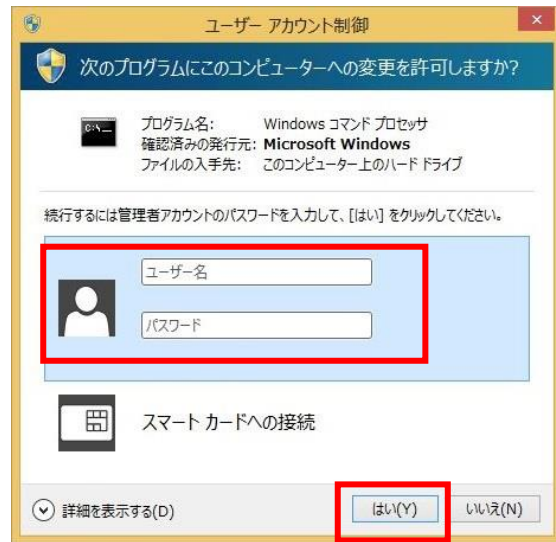 ユーザー アカウント制御
次のプログラムにこのコンピューターへの変更を許可しますか?
C:\_
プログラム名: Windows コマンド プロセッサ
確認済みの発行元: Microsoft Windows
ファイルの入手先: このコンピューター上のハード ドライブ
続行するには管理者アカウントのパスワードを入力して、[はい] をクリックしてください。
ユーザー名
パスワード
スマート カードへの接続
詳細を表示する(D)
はい(Y)
いいえ(N)